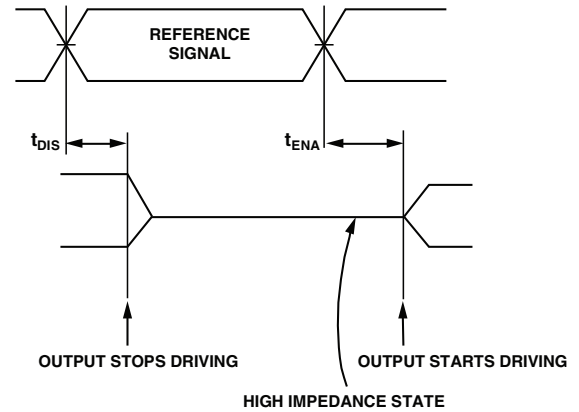 REFERENCE
SIGNAL
tDIS
tENA
OUTPUT STOPS DRIVING
OUTPUT STARTS DRIVING
HIGH IMPEDANCE STATE